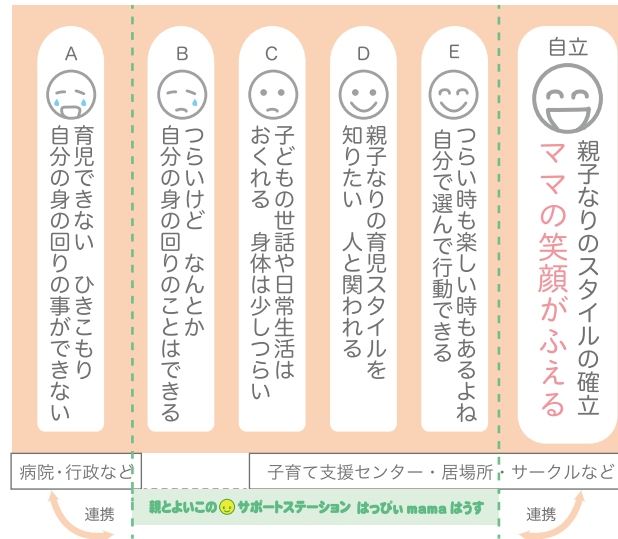 A
育児できない　ひきこもり
自分の身の回りの事ができない
B
つらいけど　なんとか
自分の身の回りのことはできる
C
子どもの世話や日常生活は
おくれる　身体は少しつらい
D
親子なりの育児スタイルを
知りたい　人と関われる
E
つらい時も楽しい時もあるよね
自分で選んで行動できる
自立
親子なりのスタイルの確立
ママの笑顔がふえる
病院・行政など
子育て支援センター・居場所・サークルなど
親とよいこのサポートステーション はっぴぃmamaはうす
連携
連携